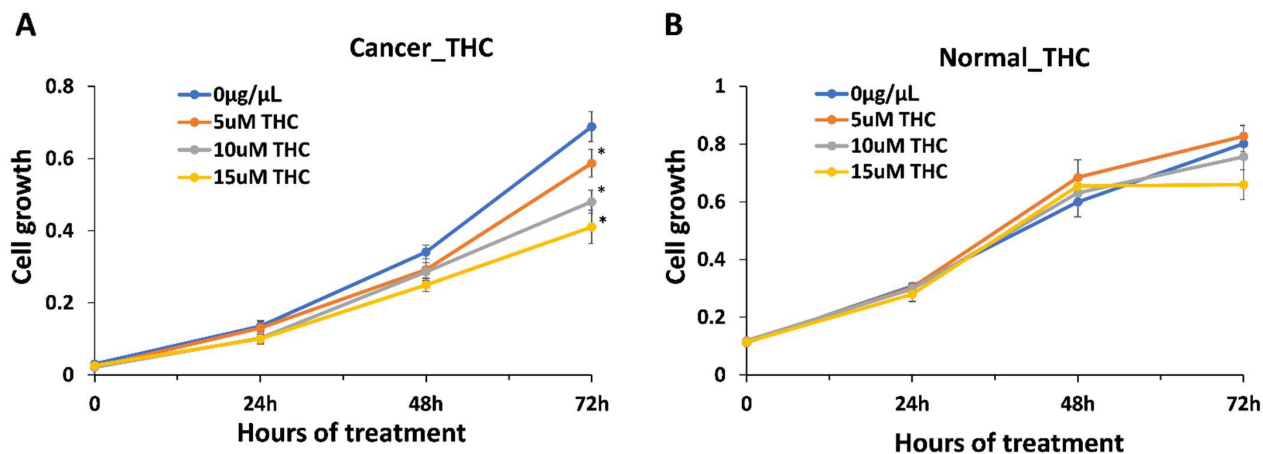 A
Cancer_THC
0.8
0.6
0.4
0.2
0
Cell growth
0µg/µL
5uM THC
10uM THC
15uM THC
*
*
*
0
24h
48h
72h
Hours of treatment
B
Normal_THC
1
0.8
0.6
0.4
0.2
0
Cell growth
0µg/µL
5uM THC
10uM THC
15uM THC
0
24h
48h
72h
Hours of treatment